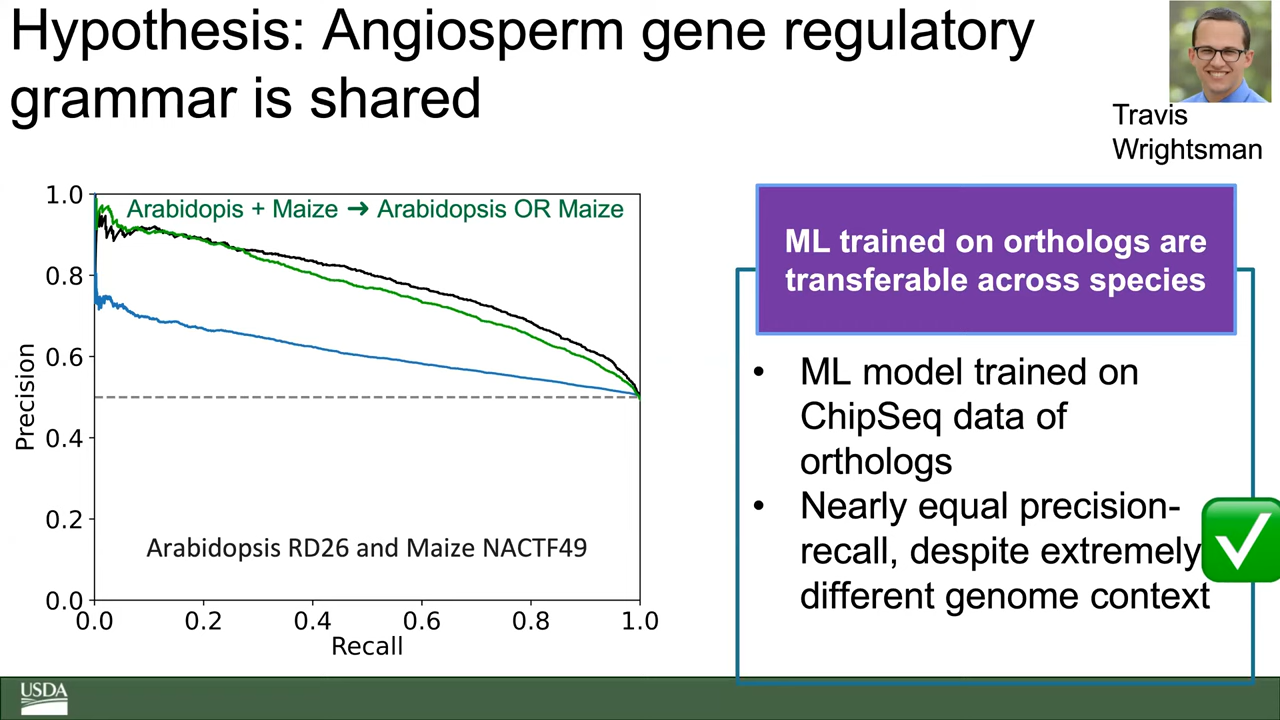 Hypothesis: Angiosperm gene regulatory
grammar is shared
Travis
Wrightsman
1.0
0.8
0.6
0.4
0.2
0.0
Precision
Arabidopis + Maize ➜ Arabidopsis OR Maize
Arabidopsis RD26 and Maize NACTF49
0.0 0.2 0.4 0.6 0.8 1.0
Recall
ML trained on orthologs are
transferable across species
• ML model trained on
ChipSeq data of
orthologs
• Nearly equal precision-
recall, despite extremely
different genome context
USDA